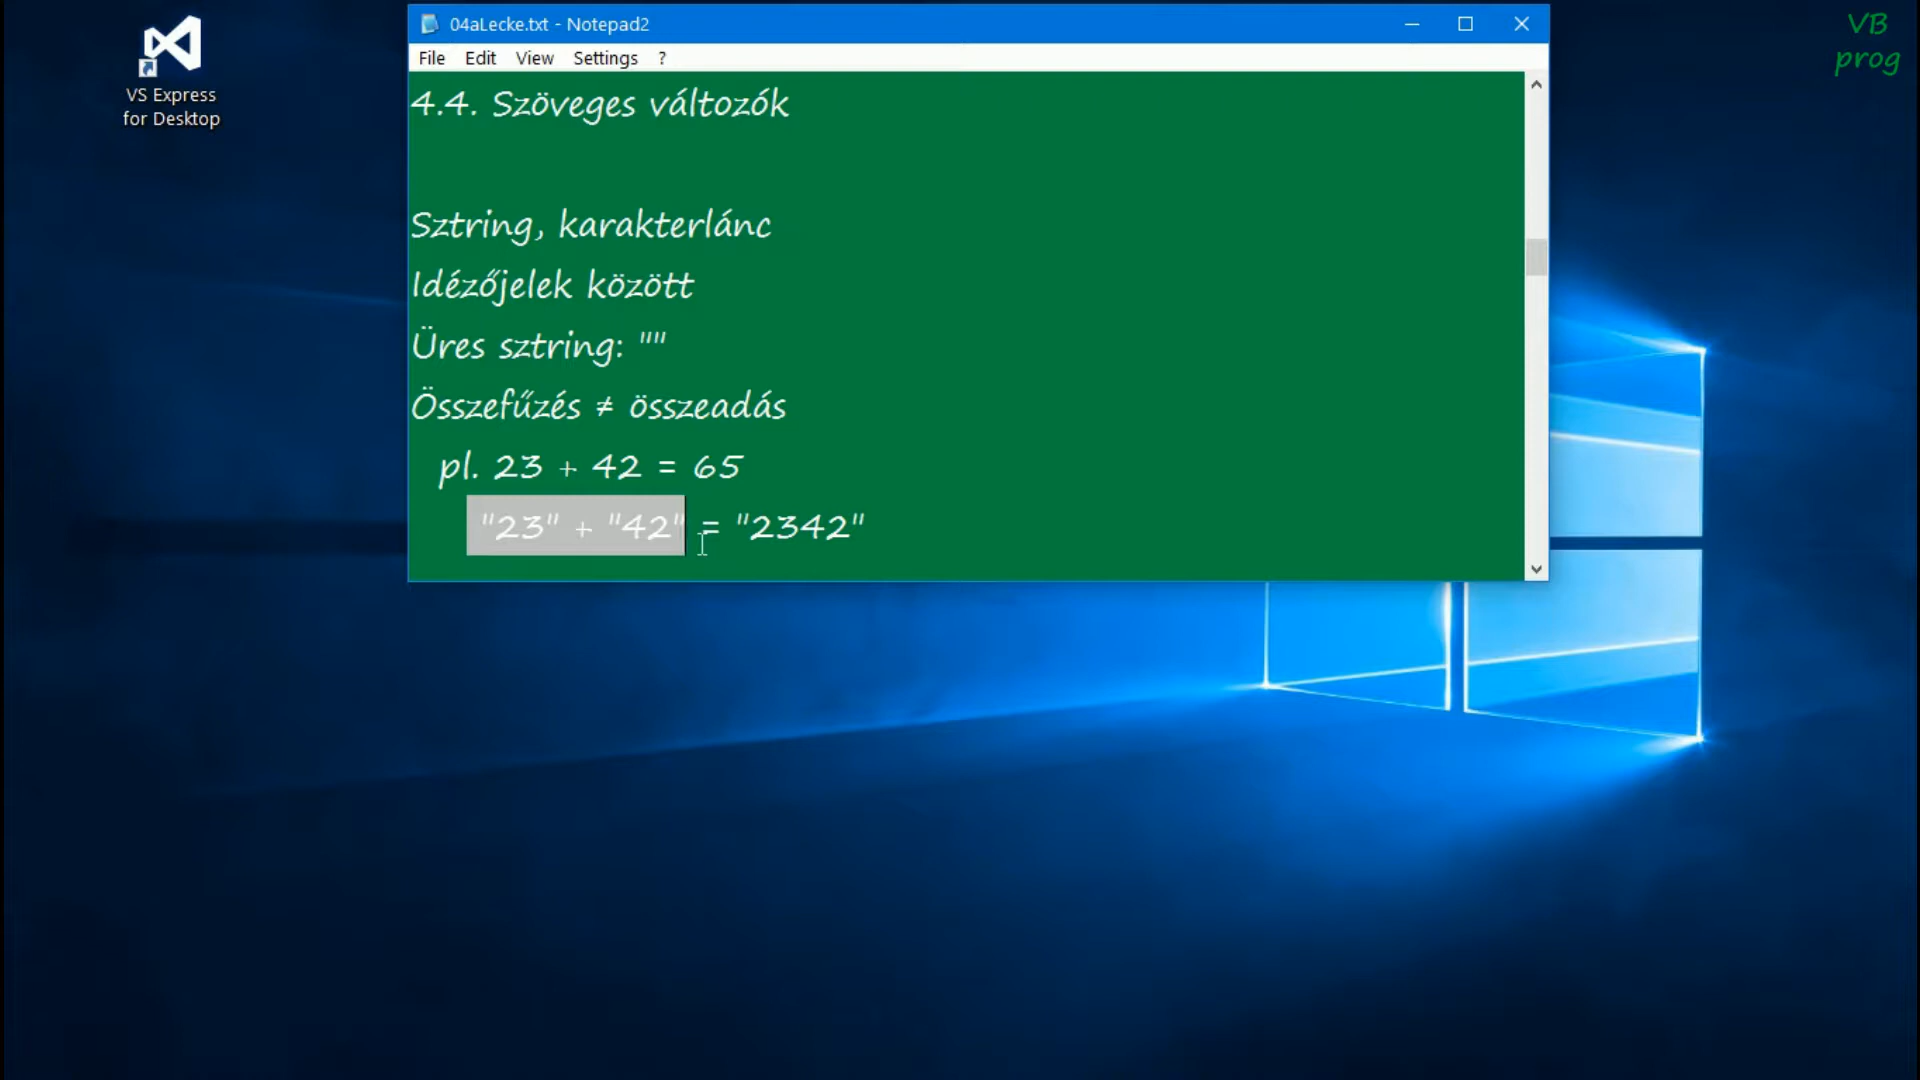 VS Express
for Desktop
04aLecke.txt - Notepad2
File Edit View Settings ?
4.4. Szöveges változók
Sztring, karakterlánc
Idézőjelek között
Üres sztring: ""
Összefűzés ≠ összeadás
pl. 23 + 42 = 65
"23" + "42" = "2342"
VB
prog